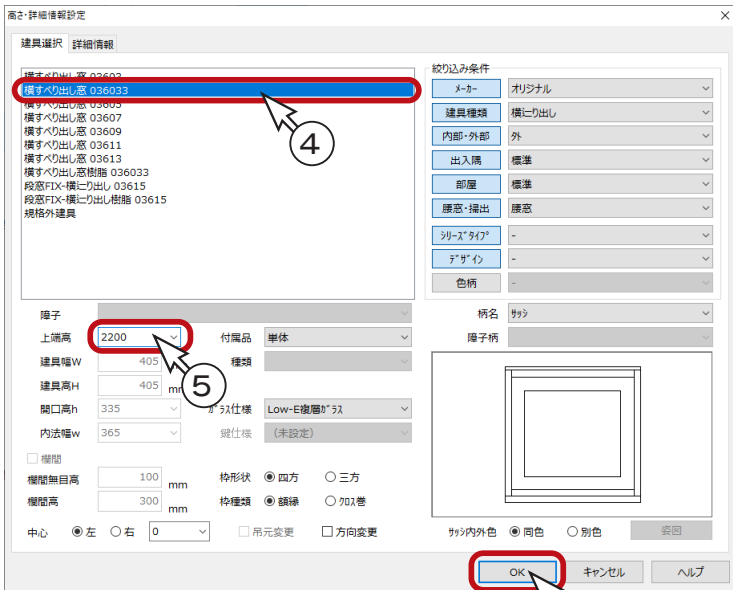 高さ・詳細情報設定
建具選択 詳細情報
横すべり出し窓 03603
横すべり出し窓 036033
横すべり出し窓 03605
横すべり出し窓 03607
横すべり出し窓 03609
横すべり出し窓 03611
横すべり出し窓 03613
横すべり出し窓樹脂 036033
段窓FIX-横辷り出し 03615
段窓FIX-横辷り出し樹脂 03615
規格外建具
④
絞り込み条件
メーカー オリジナル
建具種類 横辷り出し
内部・外部 外
出入隅 標準
部屋 標準
腰窓・掃出 腰窓
シリーズタイプ -
デザイン -
色柄 -
障子
柄名 サッシ
上端高 2200 付属品 単体
障子柄
建具幅W 405 種類
建具高H 405 mm
⑤
開口高h 335 ガラス仕様 Low-E複層ガラス
内法幅w 365 鍵仕様 (未設定)
欄間
欄間無目高 100 mm 枠形状 四方 三方
欄間高 300 mm 枠種類 額縁 クロス巻
中心 左 右 0 吊元変更 方向変更
サッシ内外色 同色 別色 姿図
OK キャンセル ヘルプ